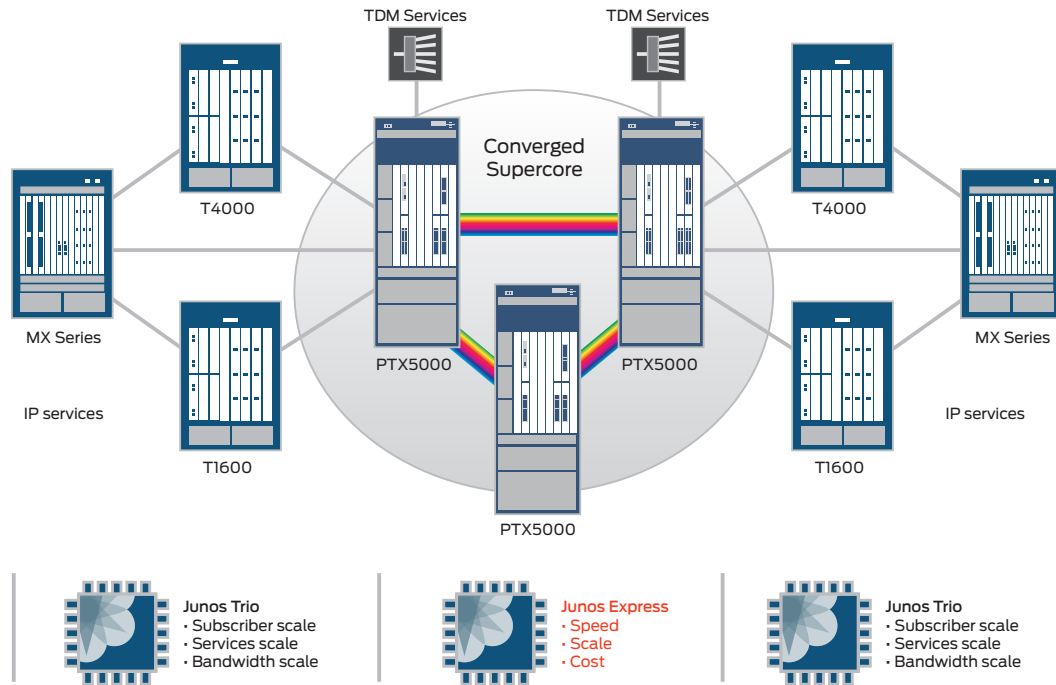 TDM Services
TDM Services
Converged
Supercore
T4000
T4000
MX Series
MX Series
PTX5000
PTX5000
IP services
IP services
T1600
T1600
PTX5000
Junos Trio
· Subscriber scale
· Services scale
· Bandwidth scale
Junos Express
· Speed
· Scale
· Cost
Junos Trio
· Subscriber scale
· Services scale
· Bandwidth scale